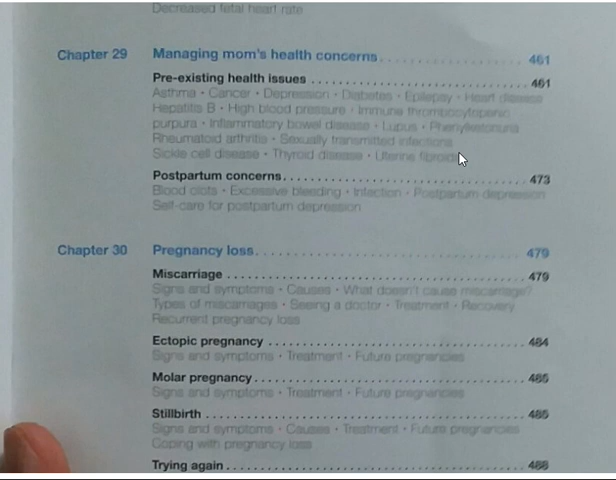 Decreased fetal heart rate
Chapter 29 Managing mom's health concerns.......................... 461
Pre-existing health issues.................................... 461
Asthma • Cancer • Depression • Diabetes • Epilepsy • Heart disease
Hepatitis B • High blood pressure • Immune thrombocytopenic
purpura • Inflammatory bowel disease • Lupus • Phenylketonuria
Rheumatoid arthritis • Sexually transmitted infections
Sickle cell disease • Thyroid disease • Uterine fibroids
Postpartum concerns........................................ 473
Blood clots • Excessive bleeding • Infection • Postpartum depression
Self-care for postpartum depression
Chapter 30 Pregnancy loss.......................................... 479
Miscarriage................................................ 479
Signs and symptoms • Causes • What doesn't cause miscarriage?
Types of miscarriages • Seeing a doctor • Treatment • Recovery
Recurrent pregnancy loss
Ectopic pregnancy.......................................... 484
Signs and symptoms • Treatment • Future pregnancies
Molar pregnancy............................................ 485
Signs and symptoms • Treatment • Future pregnancies
Stillbirth................................................. 485
Signs and symptoms • Causes • Treatment • Future pregnancies
Coping with pregnancy loss
Trying again............................................... 488